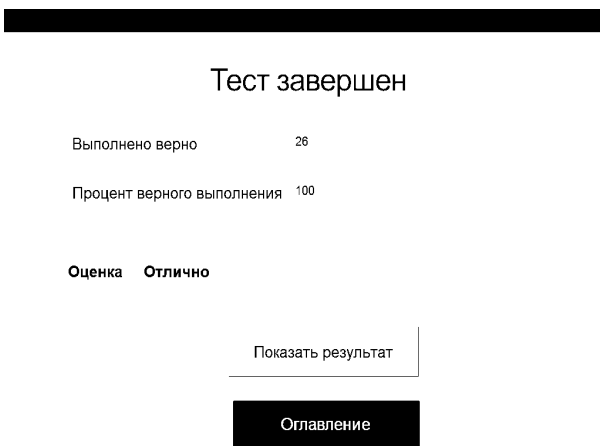 Тест завершен
Выполнено верно 26
Процент верного выполнения 100
Оценка Отлично
Показать результат
Оглавление